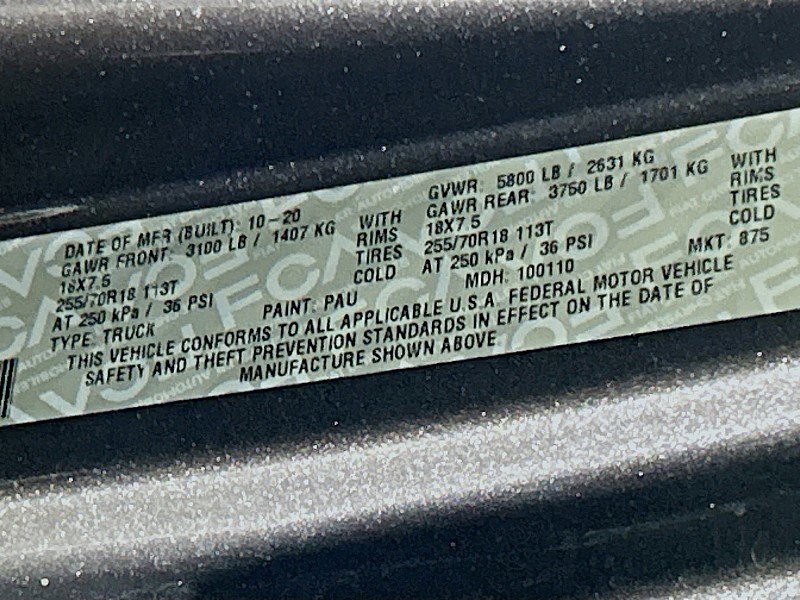 DATE OF MFR (BUILT): 10-20 GVWR: 5800 LB / 2631 KG
GAWR FRONT: 3100 LB / 1407 KG WITH GAWR REAR: 3750 LB / 1701 KG WITH
18X7.5 RIMS 18X7.5 RIMS
255/70R18 113T TIRES 255/70R18 113T TIRES
AT 250 kPa / 36 PSI COLD AT 250 kPa / 36 PSI COLD
TYPE: TRUCK PAINT: PAU MDH: 100110 MKT: 875
THIS VEHICLE CONFORMS TO ALL APPLICABLE U.S.A. FEDERAL MOTOR VEHICLE
SAFETY AND THEFT PREVENTION STANDARDS IN EFFECT ON THE DATE OF
MANUFACTURE SHOWN ABOVE